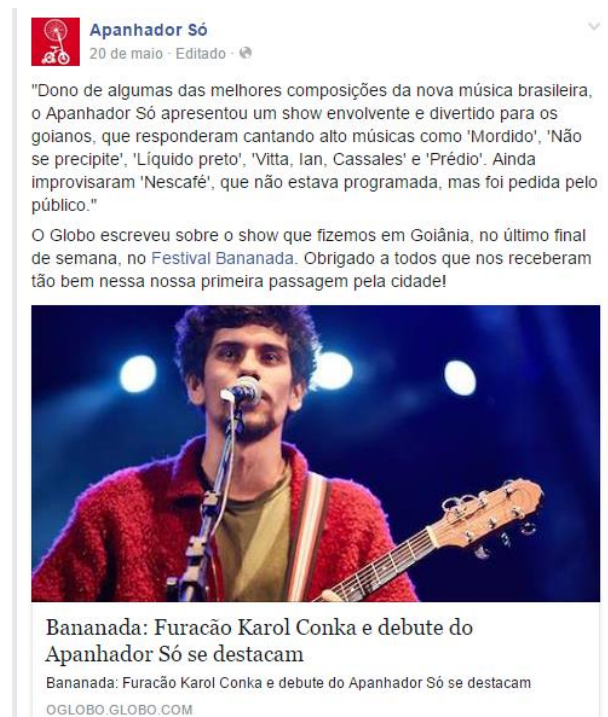 Apanhador Só
20 de maio · Editado ·
"Dono de algumas das melhores composições da nova música brasileira,
o Apanhador Só apresentou um show envolvente e divertido para os
goianos, que responderam cantando alto músicas como 'Mordido', 'Não
se precipite', 'Líquido preto', 'Vitta, Ian, Cassales' e 'Prédio'. Ainda
improvisaram 'Nescafé', que não estava programada, mas foi pedida pelo
público."
O Globo escreveu sobre o show que fizemos em Goiânia, no último final
de semana, no Festival Bananada. Obrigado a todos que nos receberam
tão bem nessa nossa primeira passagem pela cidade!
Bananada: Furacão Karol Conka e debute do
Apanhador Só se destacam
Bananada: Furacão Karol Conka e debute do Apanhador Só se destacam
OGLOBO.GLOBO.COM